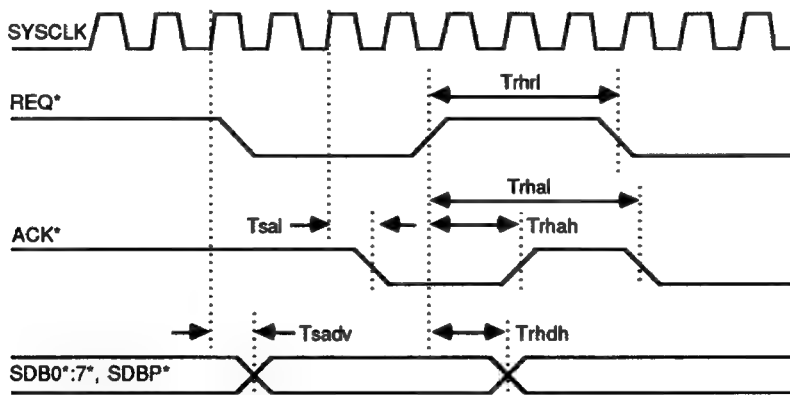 SYSCLK
Trhrl
REQ*
Trhal
Tsal
Trhah
ACK*
Tsadv
Trhdh
SDB0*:7*, SDBP*